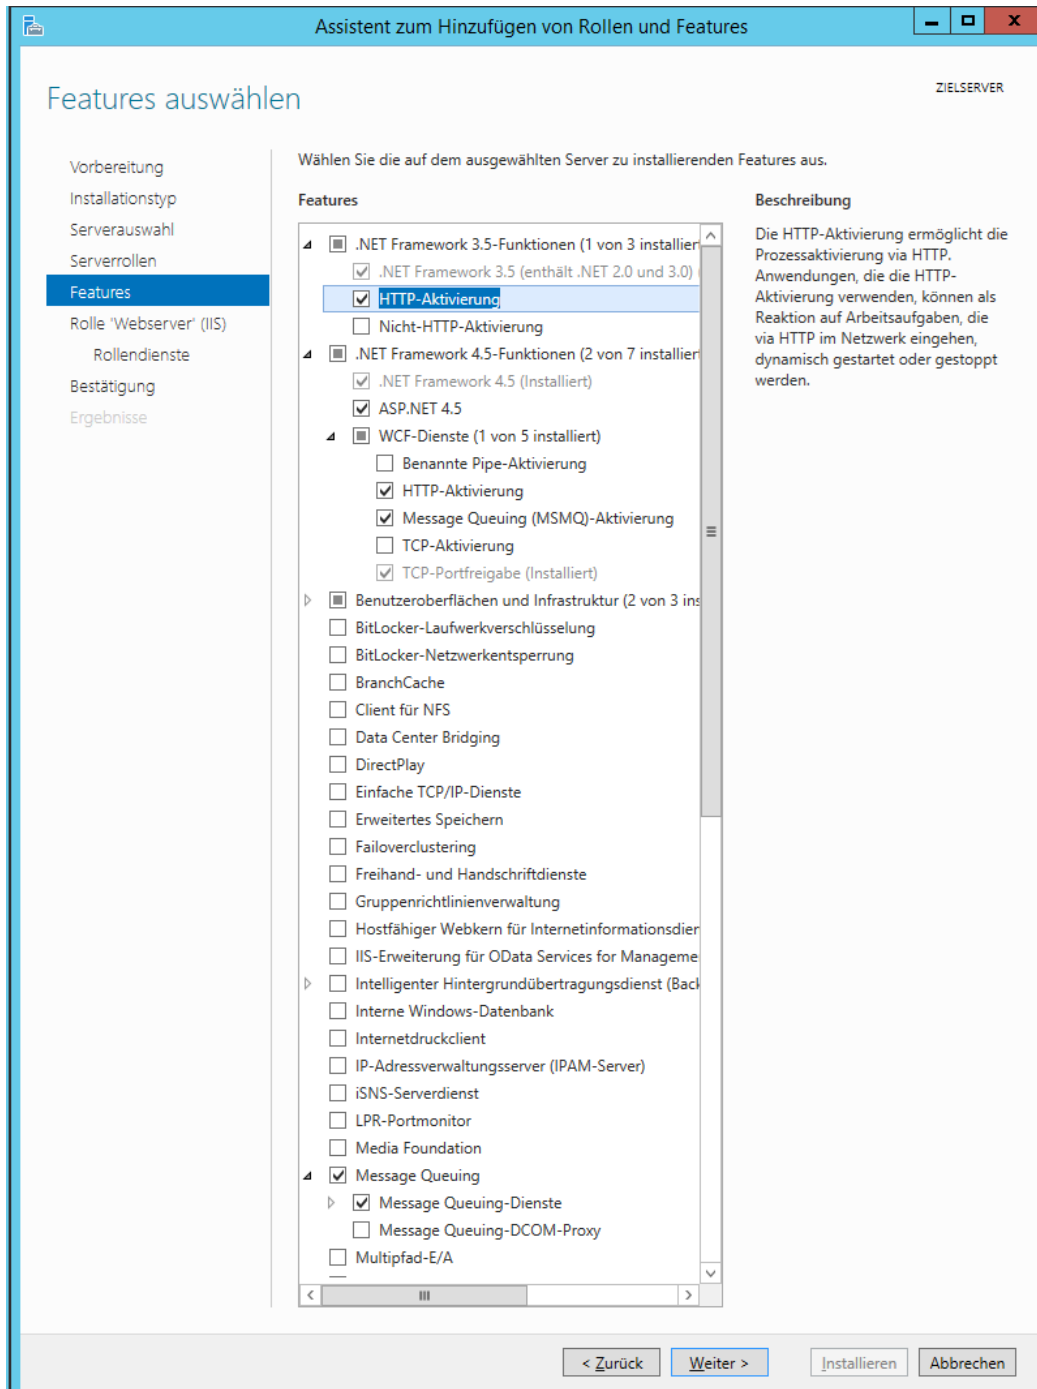 Assistent zum Hinzufügen von Rollen und Features
Features auswählen
ZIELSERVER
Vorbereitung
Installationstyp
Serverauswahl
Serverrollen
Features
Rolle "Webserver" (IIS)
Rollendienste
Bestätigung
Ergebnisse
Wählen Sie die auf dem ausgewählten Server zu installierenden Features aus.
Features
.NET Framework 3.5-Funktionen (1 von 3 installier
.NET Framework 3.5 (enthält .NET 2.0 und 3.0) (
HTTP-Aktivierung
Nicht-HTTP-Aktivierung
.NET Framework 4.5-Funktionen (2 von 7 installiert
.NET Framework 4.5 (Installiert)
ASP.NET 4.5
WCF-Dienste (1 von 5 installiert)
Benannte Pipe-Aktivierung
HTTP-Aktivierung
Message Queuing (MSMQ)-Aktivierung
TCP-Aktivierung
TCP-Portfreigabe (Installiert)
Benutzeroberflächen und Infrastruktur (2 von 3 ins
BitLocker-Laufwerkverschlüsselung
BitLocker-Netzwerkentsperrung
BranchCache
Client für NFS
Data Center Bridging
DirectPlay
Einfache TCP/IP-Dienste
Erweitertes Speichern
Failoverclustering
Freihand- und Handschriftdienste
Gruppenrichtlinienverwaltung
Hostfähiger Webkern für Internetinformationsdien
IIS-Erweiterung für OData Services for Manageme
Intelligenter Hintergrundübertragungsdienst (Back
Interne Windows-Datenbank
Internetdruckclient
IP-Adressverwaltungsserver (IPAM-Server)
iSNS-Serverdienst
LPR-Portmonitor
Media Foundation
Message Queuing
Message Queuing-Dienste
Message Queuing-DCOM-Proxy
Multipfad-E/A
Beschreibung
Die HTTP-Aktivierung ermöglicht die
Prozessaktivierung via HTTP.
Anwendungen, die die HTTP-
Aktivierung verwenden, können als
Reaktion auf Arbeitsaufgaben, die
via HTTP im Netzwerk eingehen,
dynamisch gestartet oder gestoppt
werden.
< Zurück
Weiter >
Installieren
Abbrechen